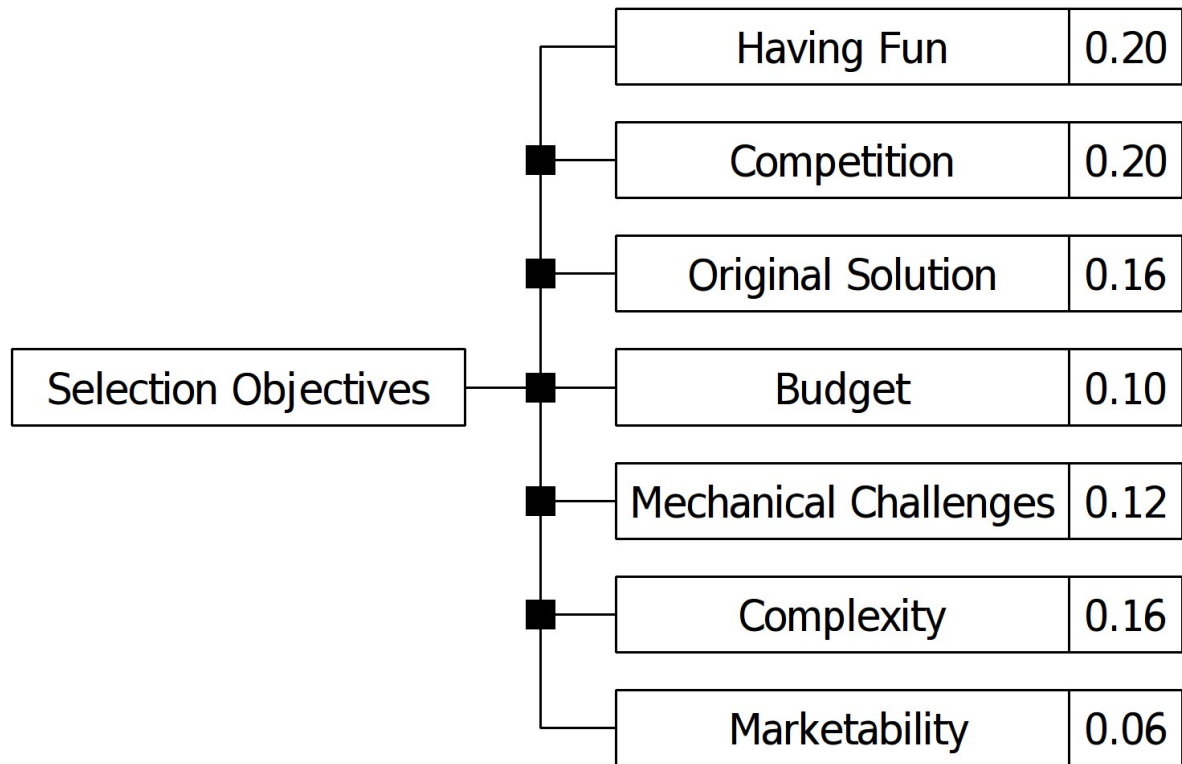 Having Fun 0.20
Competition 0.20
Original Solution 0.16
Selection Objectives
Budget 0.10
Mechanical Challenges 0.12
Complexity 0.16
Marketability 0.06